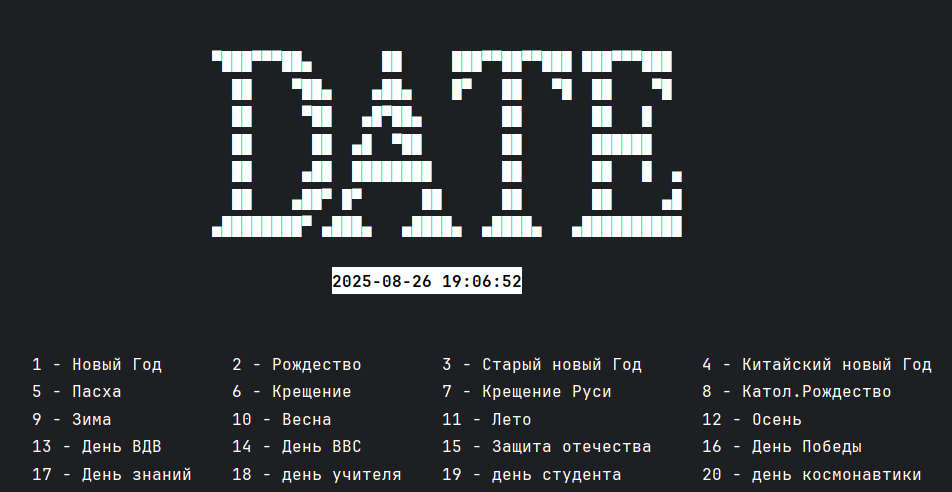 DATE
2025-08-26 19:06:52
1 - Новый Год 2 - Рождество 3 - Старый новый Год 4 - Китайский новый Год
5 - Пасха 6 - Крещение 7 - Крещение Руси 8 - Катол.Рождество
9 - Зима 10 - Весна 11 - Лето 12 - Осень
13 - День ВДВ 14 - День ВВС 15 - Защита отечества 16 - День Победы
17 - День знаний 18 - день учителя 19 - день студента 20 - день космонавтики